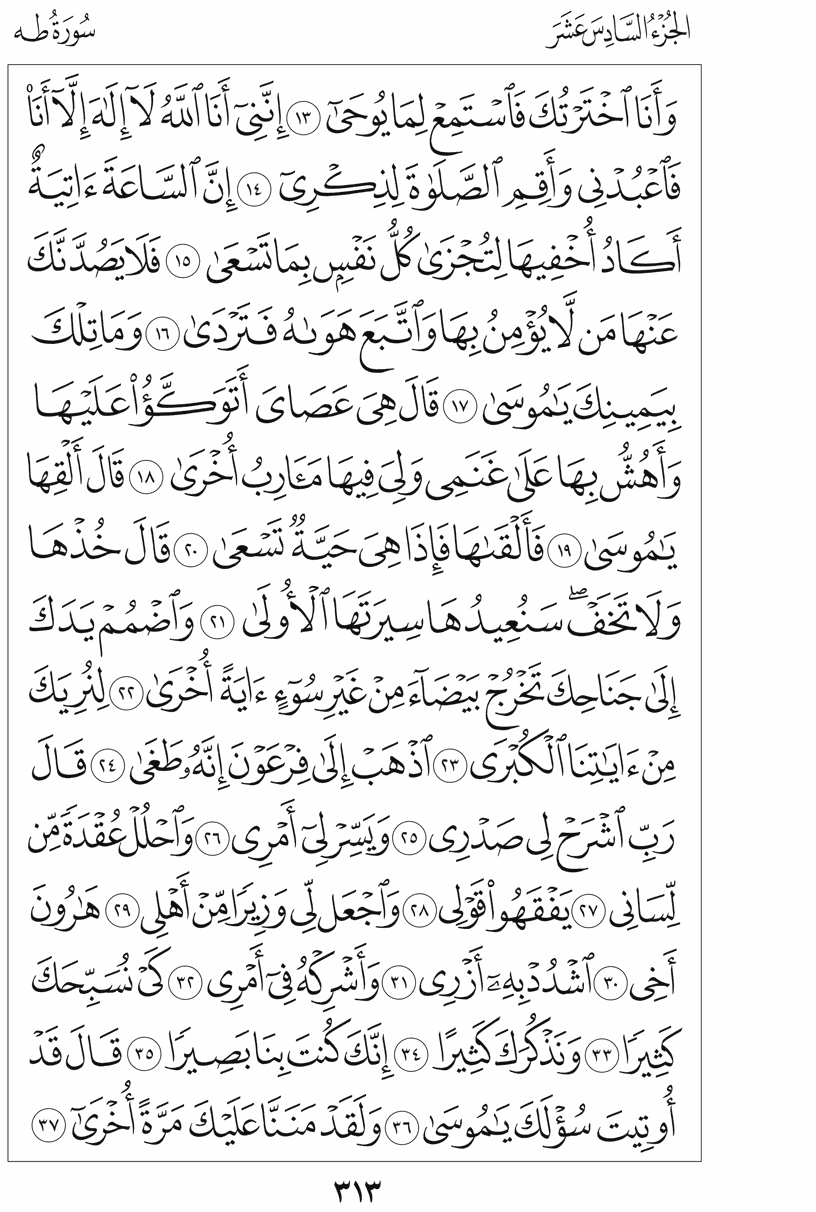 الجُزْءُ السَّادِسَ عَشَرَ
سُورَةُ طه
وَأَنَا ٱخْتَرْتُكَ فَٱسْتَمِعْ لِمَا يُوحَىٰٓ ١٣ إِنَّنِىٓ أَنَا ٱللَّهُ لَآ إِلَٰهَ إِلَّآ أَنَا۠
فَٱعْبُدْنِى وَأَقِمِ ٱلصَّلَوٰةَ لِذِكْرِىٓ ١٤ إِنَّ ٱلسَّاعَةَ ءَاتِيَةٌ
أَكَادُ أُخْفِيهَا لِتُجْزَىٰ كُلُّ نَفْسٍۭ بِمَا تَسْعَىٰ ١٥ فَلَا يَصُدَّنَّكَ
عَنْهَا مَن لَّا يُؤْمِنُ بِهَا وَٱتَّبَعَ هَوَىٰهُ فَتَرْدَىٰ ١٦ وَمَا تِلْكَ
بِيَمِينِكَ يَٰمُوسَىٰ ١٧ قَالَ هِىَ عَصَاىَ أَتَوَكَّؤُا۟ عَلَيْهَا
وَأَهُشُّ بِهَا عَلَىٰ غَنَمِى وَلِىَ فِيهَا مَـَٔارِبُ أُخْرَىٰ ١٨ قَالَ أَلْقِهَا
يَٰمُوسَىٰ ١٩ فَأَلْقَىٰهَا فَإِذَا هِىَ حَيَّةٌ تَسْعَىٰ ٢٠ قَالَ خُذْهَا
وَلَا تَخَفْ ۖ سَنُعِيدُهَا سِيرَتَهَا ٱلْأُولَىٰ ٢١ وَٱضْمُمْ يَدَكَ
إِلَىٰ جَنَاحِكَ تَخْرُجْ بَيْضَآءَ مِنْ غَيْرِ سُوٓءٍ ءَايَةً أُخْرَىٰ ٢٢ لِنُرِيَكَ
مِنْ ءَايَٰتِنَا ٱلْكُبْرَى ٢٣ ٱذْهَبْ إِلَىٰ فِرْعَوْنَ إِنَّهُۥ طَغَىٰ ٢٤ قَالَ
رَبِّ ٱشْرَحْ لِى صَدْرِى ٢٥ وَيَسِّرْ لِىٓ أَمْرِى ٢٦ وَٱحْلُلْ عُقْدَةً مِّن
لِّسَانِى ٢٧ يَفْقَهُوا۟ قَوْلِى ٢٨ وَٱجْعَل لِّى وَزِيرًا مِّنْ أَهْلِى ٢٩ هَٰرُونَ
أَخِى ٣٠ ٱشْدُدْ بِهِۦٓ أَزْرِى ٣١ وَأَشْرِكْهُ فِىٓ أَمْرِى ٣٢ كَىْ نُسَبِّحَكَ
كَثِيرًا ٣٣ وَنَذْكُرَكَ كَثِيرًا ٣٤ إِنَّكَ كُنتَ بِنَا بَصِيرًا ٣٥ قَالَ قَدْ
أُوتِيتَ سُؤْلَكَ يَٰمُوسَىٰ ٣٦ وَلَقَدْ مَنَنَّا عَلَيْكَ مَرَّةً أُخْرَىٰٓ ٣٧
٣١٣